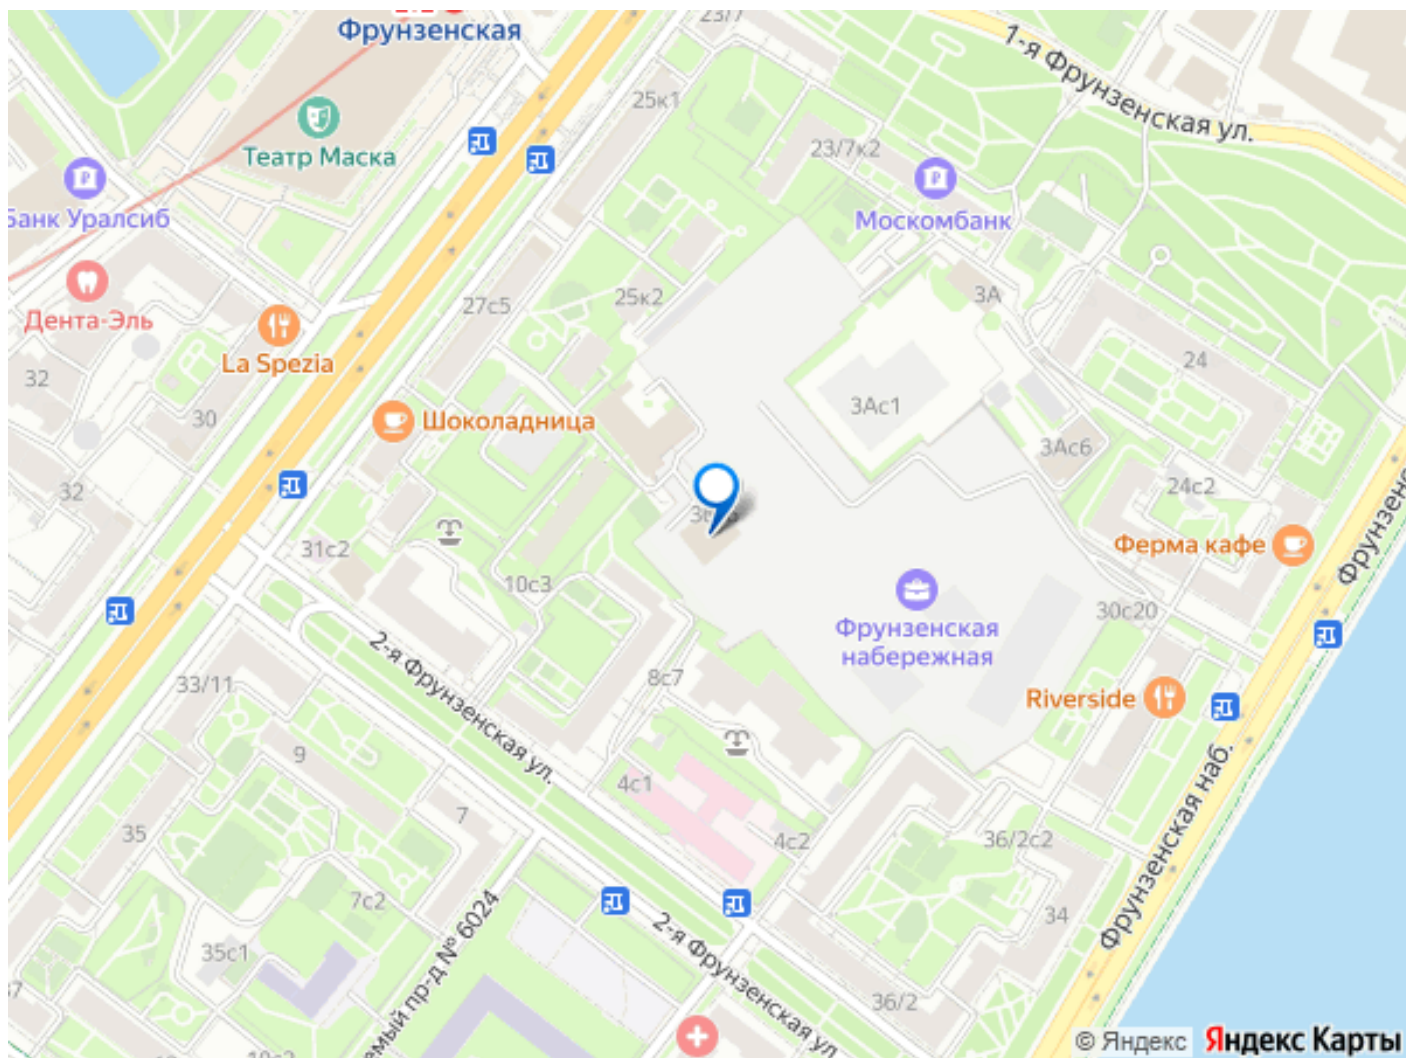 Фрунзенская
23/7
1-я Фрунзенская ул.
25к1
Театр Маска
23/7к2
Банк Уралсиб
Москомбанк
Дента-Эль
27с5
25к2
3А
La Spezia
32
30
24
3Ас1
Шоколадница
3Ас6
32
24с2
Фрунзенс
31с2
Ферма кафе
10с3
Фрунзенская
набережная
30с20
2-я Фрунзенская ул.
33/11
8с7
Riverside
9
4с1
7
35
4с2
36/2с2
Фрунзенская наб.
7с2
34
35с1
2-я Фрунзенская ул.
емый пр-д № 6024
36/2
37
© Яндекс Яндекс Карты